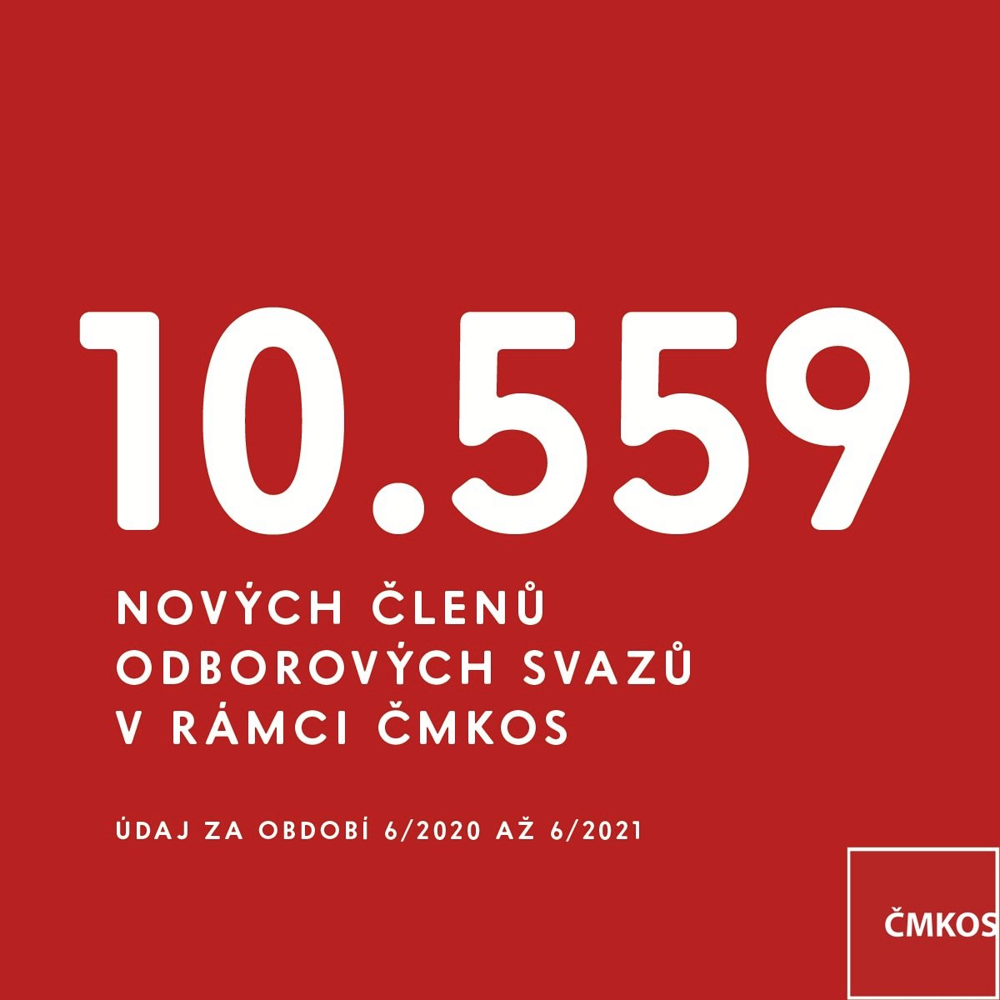 10.559
NOVÝCH ČLENŮ
ODBOROVÝCH SVAZŮ
V RÁMCI ČMKOS
ÚDAJ ZA OBDOBÍ 6/2020 AŽ 6/2021
ČMKOS